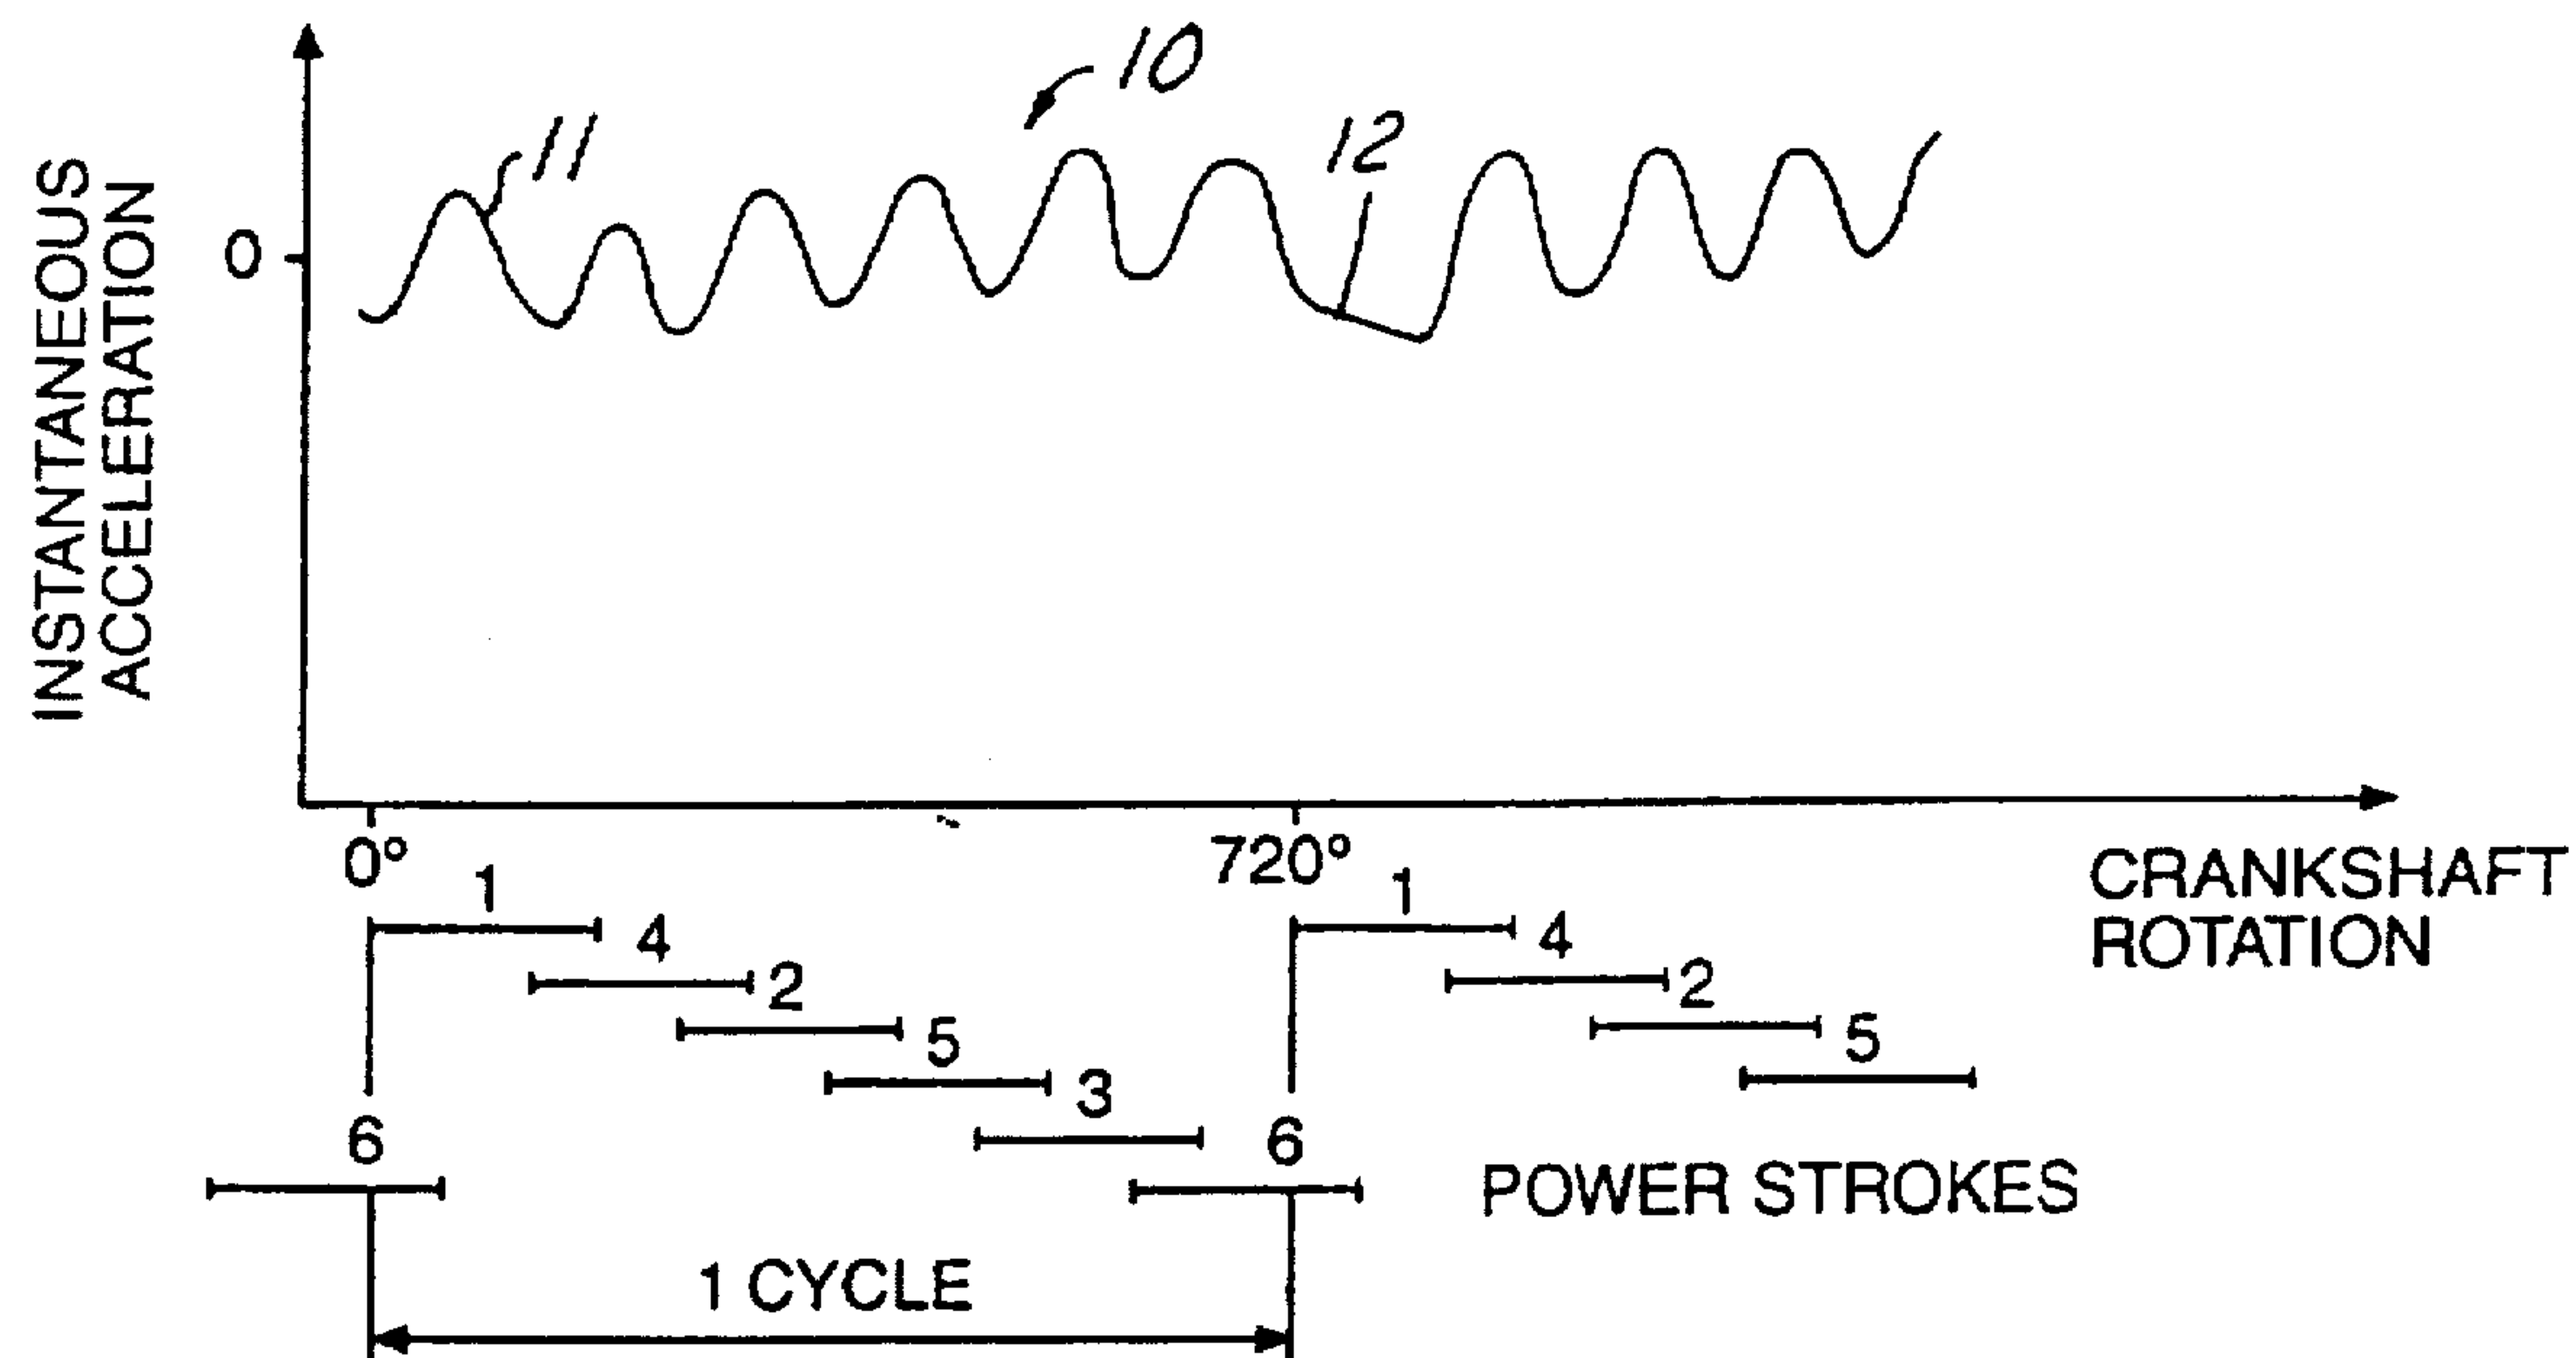 10
11
12
INSTANTANEOUS
ACCELERATION
0
0°
720°
CRANKSHAFT
ROTATION
1
1
4
4
2
2
5
5
3
6
6
POWER STROKES
1 CYCLE